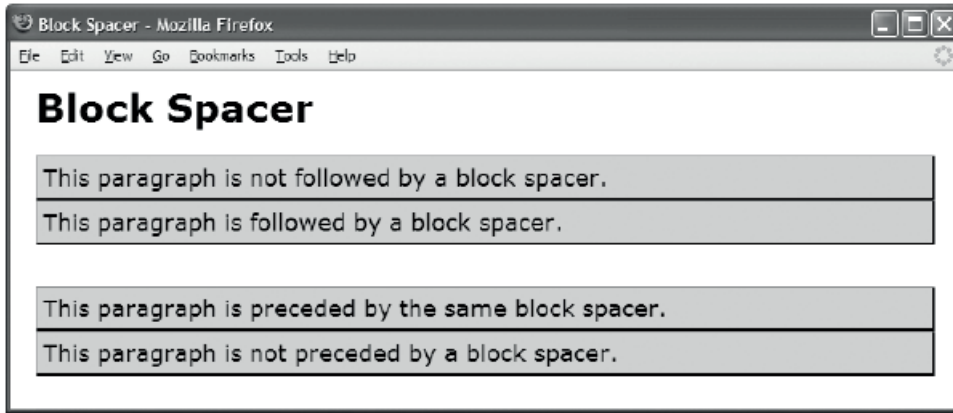 Block Spacer - Mozilla Firefox
File Edit View Go Bookmarks Tools Help
Block Spacer
This paragraph is not followed by a block spacer.
This paragraph is followed by a block spacer.
This paragraph is preceded by the same block spacer.
This paragraph is not preceded by a block spacer.